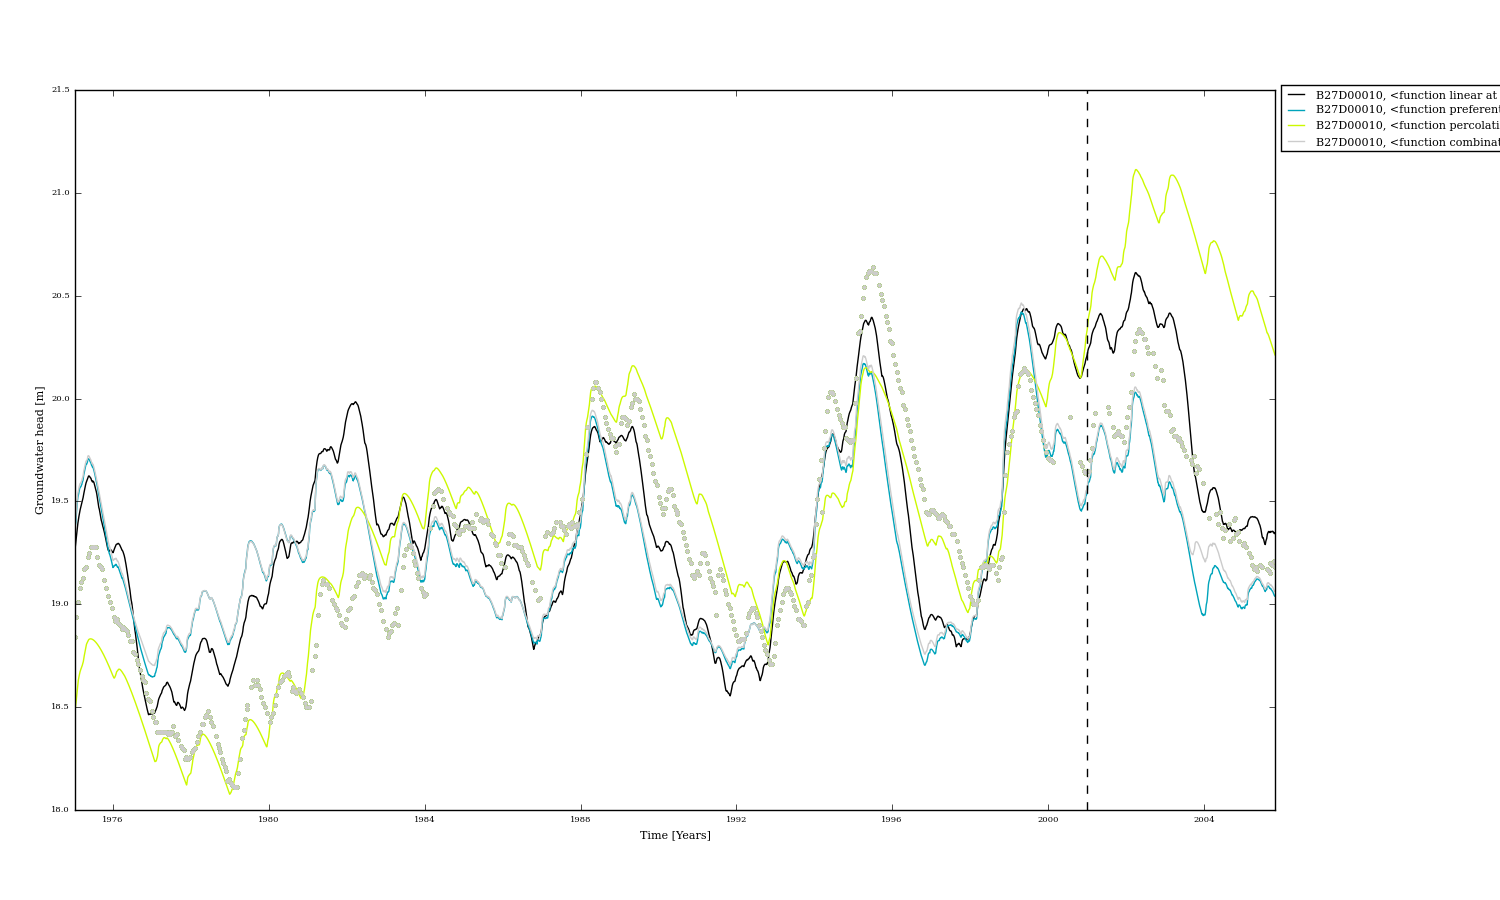 21.5
21.0
20.5
20.0
19.5
19.0
18.5
18.0
Groundwater head [m]
1976 1980 1984 1988 1992 1996 2000 2004
Time [Years]
B27D00010, <function linear at
B27D00010, <function preferent
B27D00010, <function percolati
B27D00010, <function combinat